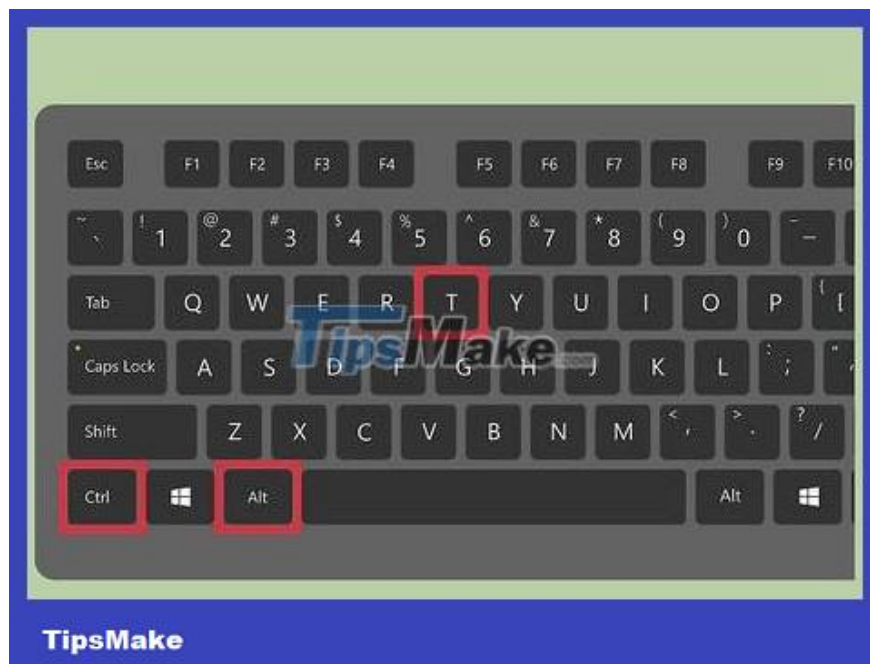 Esc F1 F2 F3 F4 F5 F6 F7 F8 F9 F10
~ ` ! 1 @ 2 # 3 $ 4 % 5 ^ 6 & 7 * 8 ( 9 ) 0 – —
Tab Q W E R T Y U I O P { [
TipsMake.com
Caps Lock A S D F G H J K L : ; "
Shift Z X C V B N M < , > . ? /
Ctrl Alt Alt
TipsMake